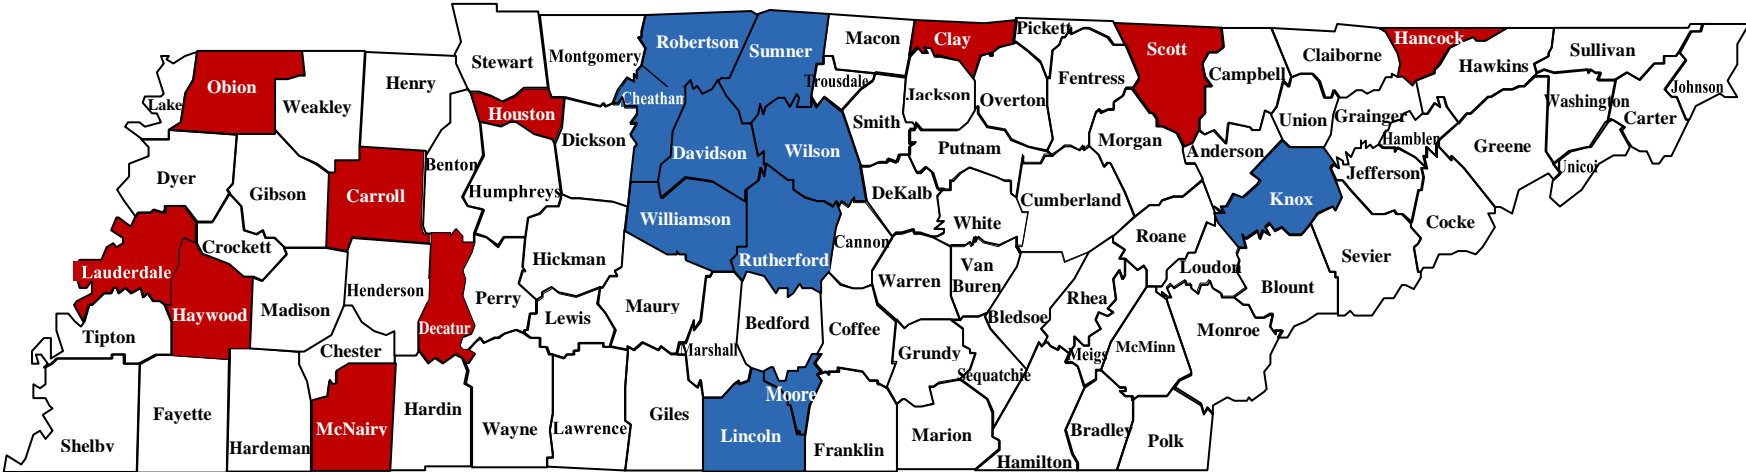 Pickett
Robertson
Macon
Clay
Hancock
Sumner
Scott
Sullivan
Montgomery
Claiborne
Stewart
Hawkins
Campbell
Fentress
Trousdale
Henry
Obion
Johnson
Jackson
Cheatham
Overton
Washington
Lake
Weakley
Houston
Grainger
Carter
Union
Smith
Hamblen
Dickson
Morgan
Greene
Putnam
Anderson
Davidson
Wilson
Benton
Unicoi
Jefferson
Dyer
Humphreys
DeKalb
Gibson
Carroll
Knox
Cumberland
Williamson
White
Cocke
Roane
Cannon
Crockett
Sevier
Hickman
Rutherford
Van
Buren
Loudon
Lauderdale
Warren
Blount
Henderson
Perry
Rhea
Maury
Madison
Haywood
Lewis
Bledsoe
Bedford
Decatur
Coffee
Monroe
Tipton
McMinn
Marshall
Chester
Grundy
Meigs
Sequatchie
Moore
Hardin
Fayette
Giles
McNairy
Wayne
Lawrence
Lincoln
Marion
Bradley
Polk
Shelby
Hardeman
Franklin
Hamilton